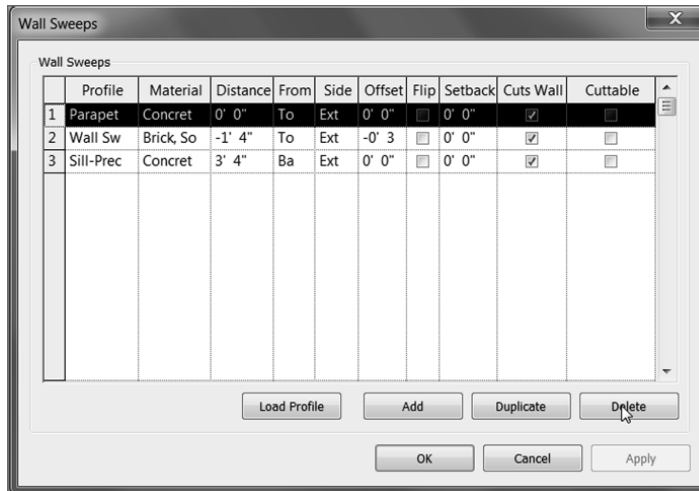 Wall Sweeps
Wall Sweeps
Profile Material Distance From Side Offset Flip Setback Cuts Wall Cuttable
1 Parapet Concret 0' 0" To Ext 0' 0" 0' 0"
2 Wall Sw Brick, So -1' 4" To Ext -0' 3 0' 0"
3 Sill-Prec Concret 3' 4" Ba Ext 0' 0" 0' 0"
Load Profile Add Duplicate Delete
OK Cancel Apply